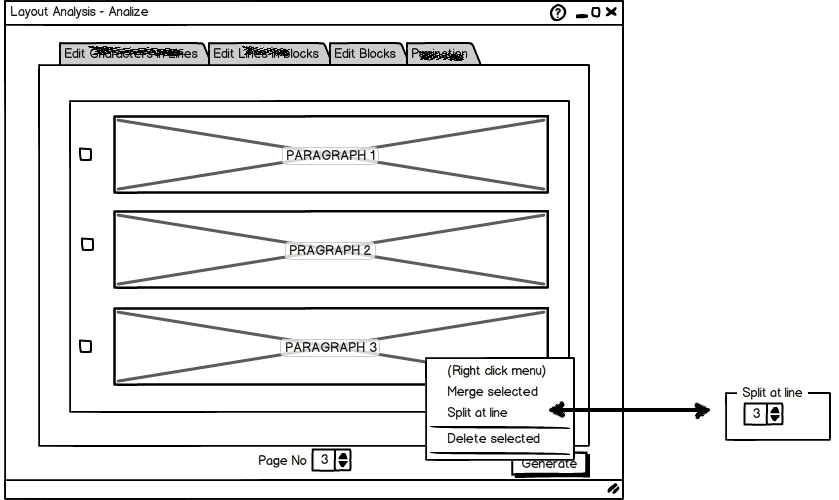 Layout Analysis - Analize
?
Edit Characters in Lines
Edit Lines in blocks
Edit Blocks
Pagination
PARAGRAPH 1
PRAGRAPH 2
PARAGRAPH 3
(Right click menu)
Merge selected
Split at line
Delete selected
Split at line
3
Page No 3
Generate